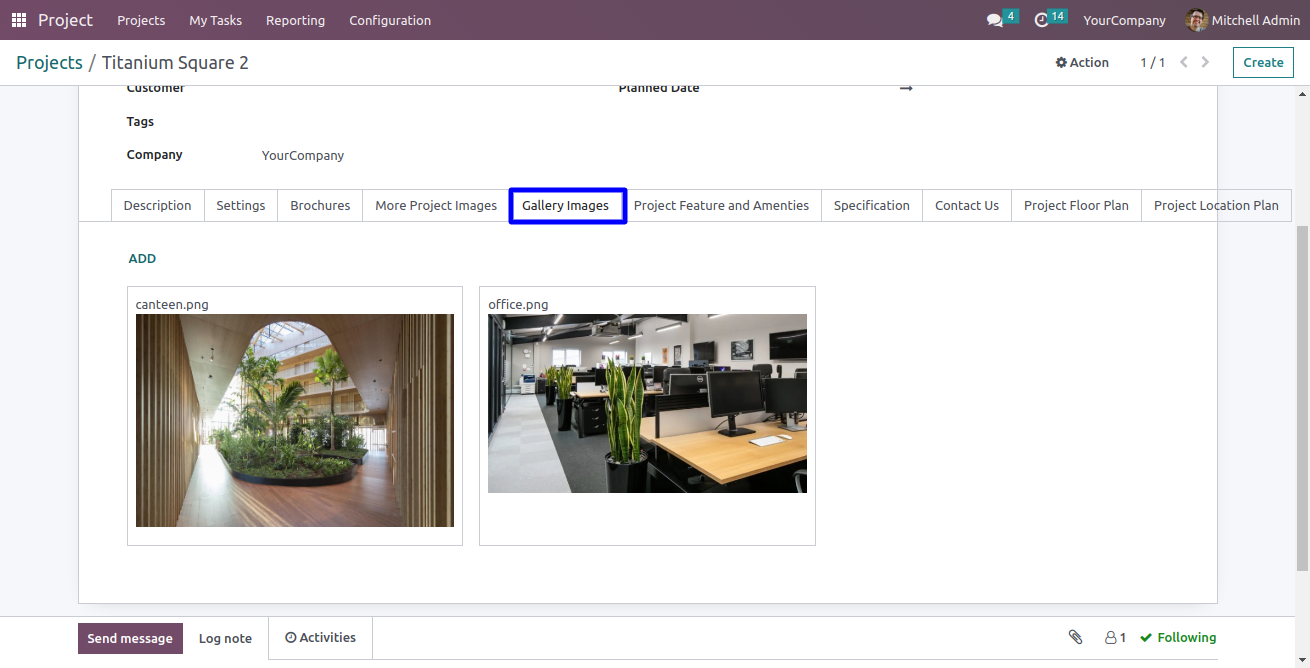 Project Projects My Tasks Reporting Configuration 4 14 YourCompany Mitchell Admin
Projects / Titanium Square 2 Action 1 / 1 Create
Customer Planned Date
Tags
Company YourCompany
Description Settings Brochures More Project Images Gallery Images Project Feature and Amenties Specification Contact Us Project Floor Plan Project Location Plan
ADD
canteen.png office.png
Send message Log note Activities 1 Following